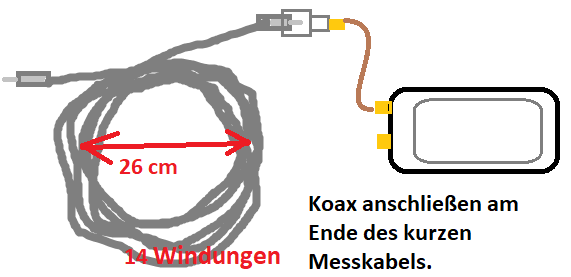 26 cm
14 Windungen
Koax anschließen am
Ende des kurzen
Messkabels.